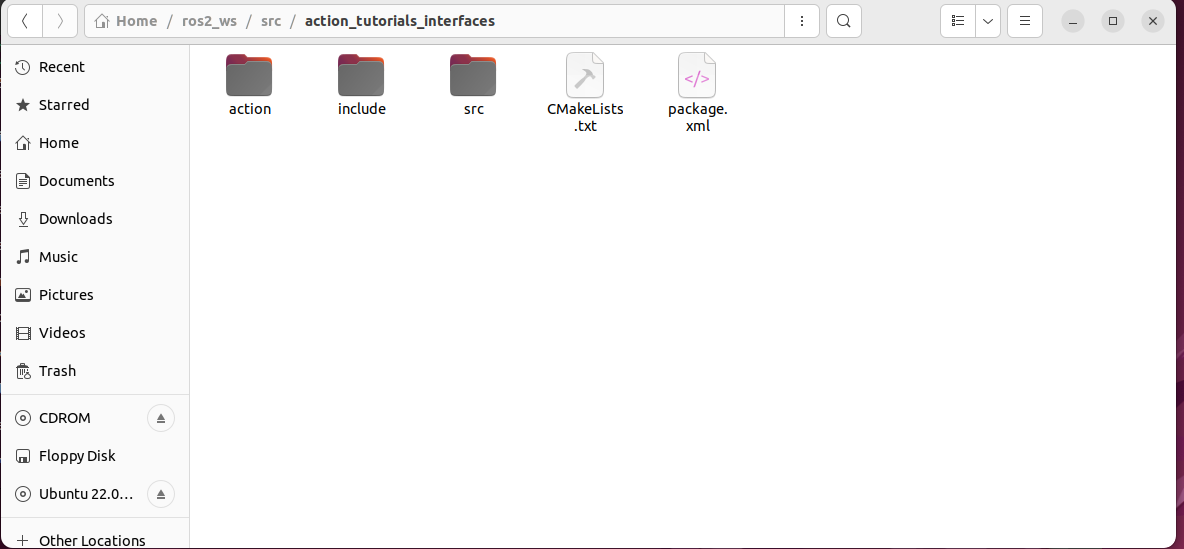 Home / ros2_ws / src / action_tutorials_interfaces
Recent
Starred
Home
Documents
Downloads
Music
Pictures
Videos
Trash
CDROM
Floppy Disk
Ubuntu 22.0…
Other Locations
action
include
src
CMakeLists
.txt
package.
xml